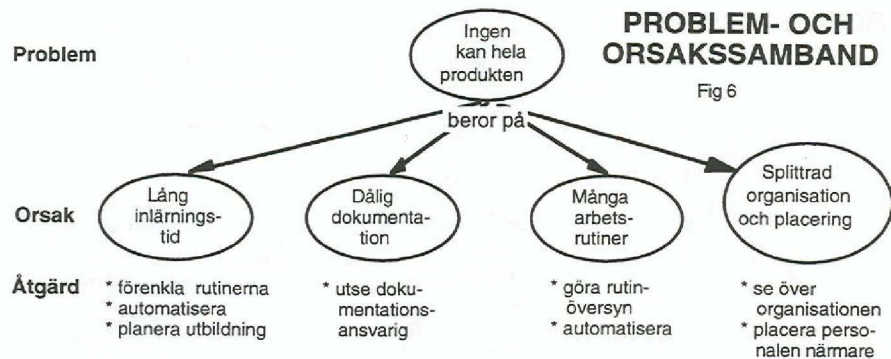 PROBLEM- OCH
ORSAKSSAMBAND
Fig 6
Problem
Ingen
kan hela
produkten
beror på
Orsak
Lång
inlärnings-
tid
Dålig
dokumenta-
tion
Många
arbets-
rutiner
Splittrad
organisation
och placering
Åtgärd
* förenkla rutinerna
* automatisera
* planera utbildning
* utse doku-
mentations-
ansvarig
* göra rutin-
översyn
* automatisera
* se över
organisationen
* placera perso-
nalen närmare